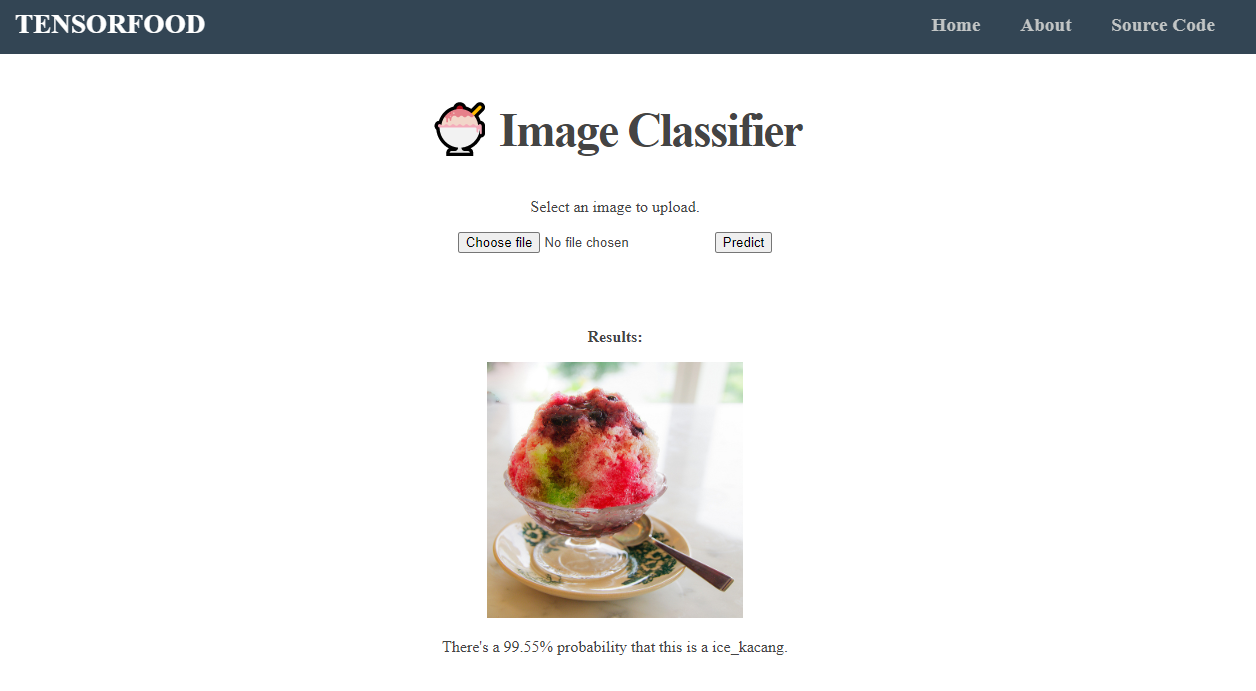 TENSORFOOD Home About Source Code
Image Classifier
Select an image to upload.
Choose file No file chosen Predict
Results:
There's a 99.55% probability that this is a ice_kacang.